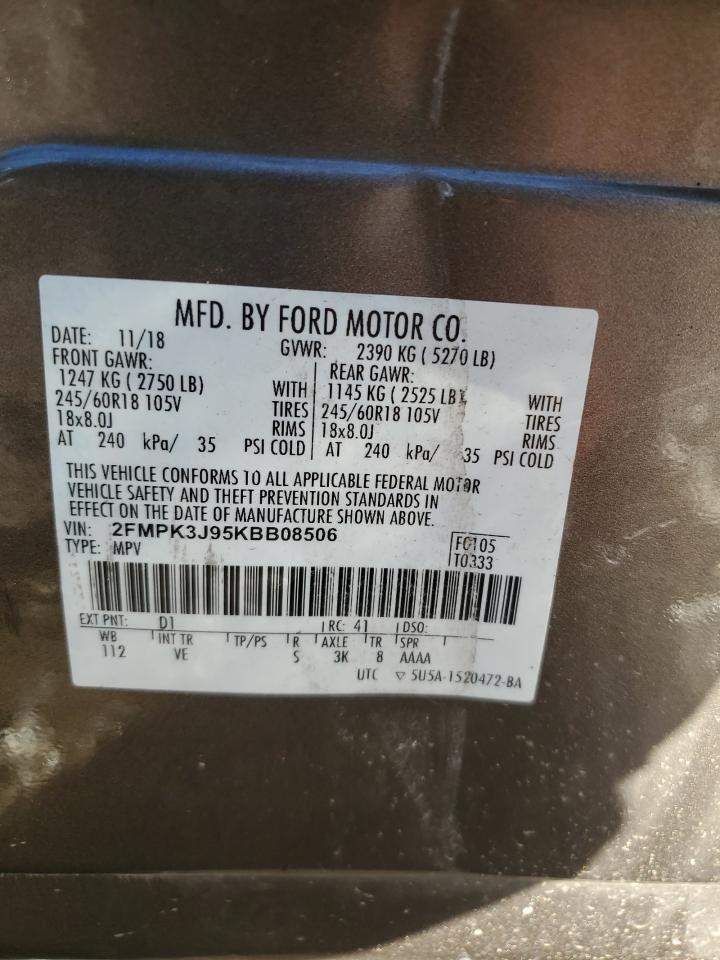 MFD. BY FORD MOTOR CO.
DATE: 11/18
GVWR: 2390 KG ( 5270 LB)
FRONT GAWR:
1247 KG ( 2750 LB) WITH
245/60R18 105V TIRES
18x8.0J RIMS
AT 240 kPa/ 35 PSI COLD
REAR GAWR:
1145 KG ( 2525 LB) WITH
245/60R18 105V TIRES
18x8.0J RIMS
AT 240 kPa/ 35 PSI COLD
THIS VEHICLE CONFORMS TO ALL APPLICABLE FEDERAL MOTOR
VEHICLE SAFETY AND THEFT PREVENTION STANDARDS IN
EFFECT ON THE DATE OF MANUFACTURE SHOWN ABOVE.
VIN: 2FMPK3J95KBB08506
TYPE: MPV
FC105
T0333
EXT PNT: D1 RC: 41 DSO:
WB INT TR TP/PS R AXLE TR SPR
112 VE S 3K 8 AAAA
UTC ▽ 5U5A-1520472-BA